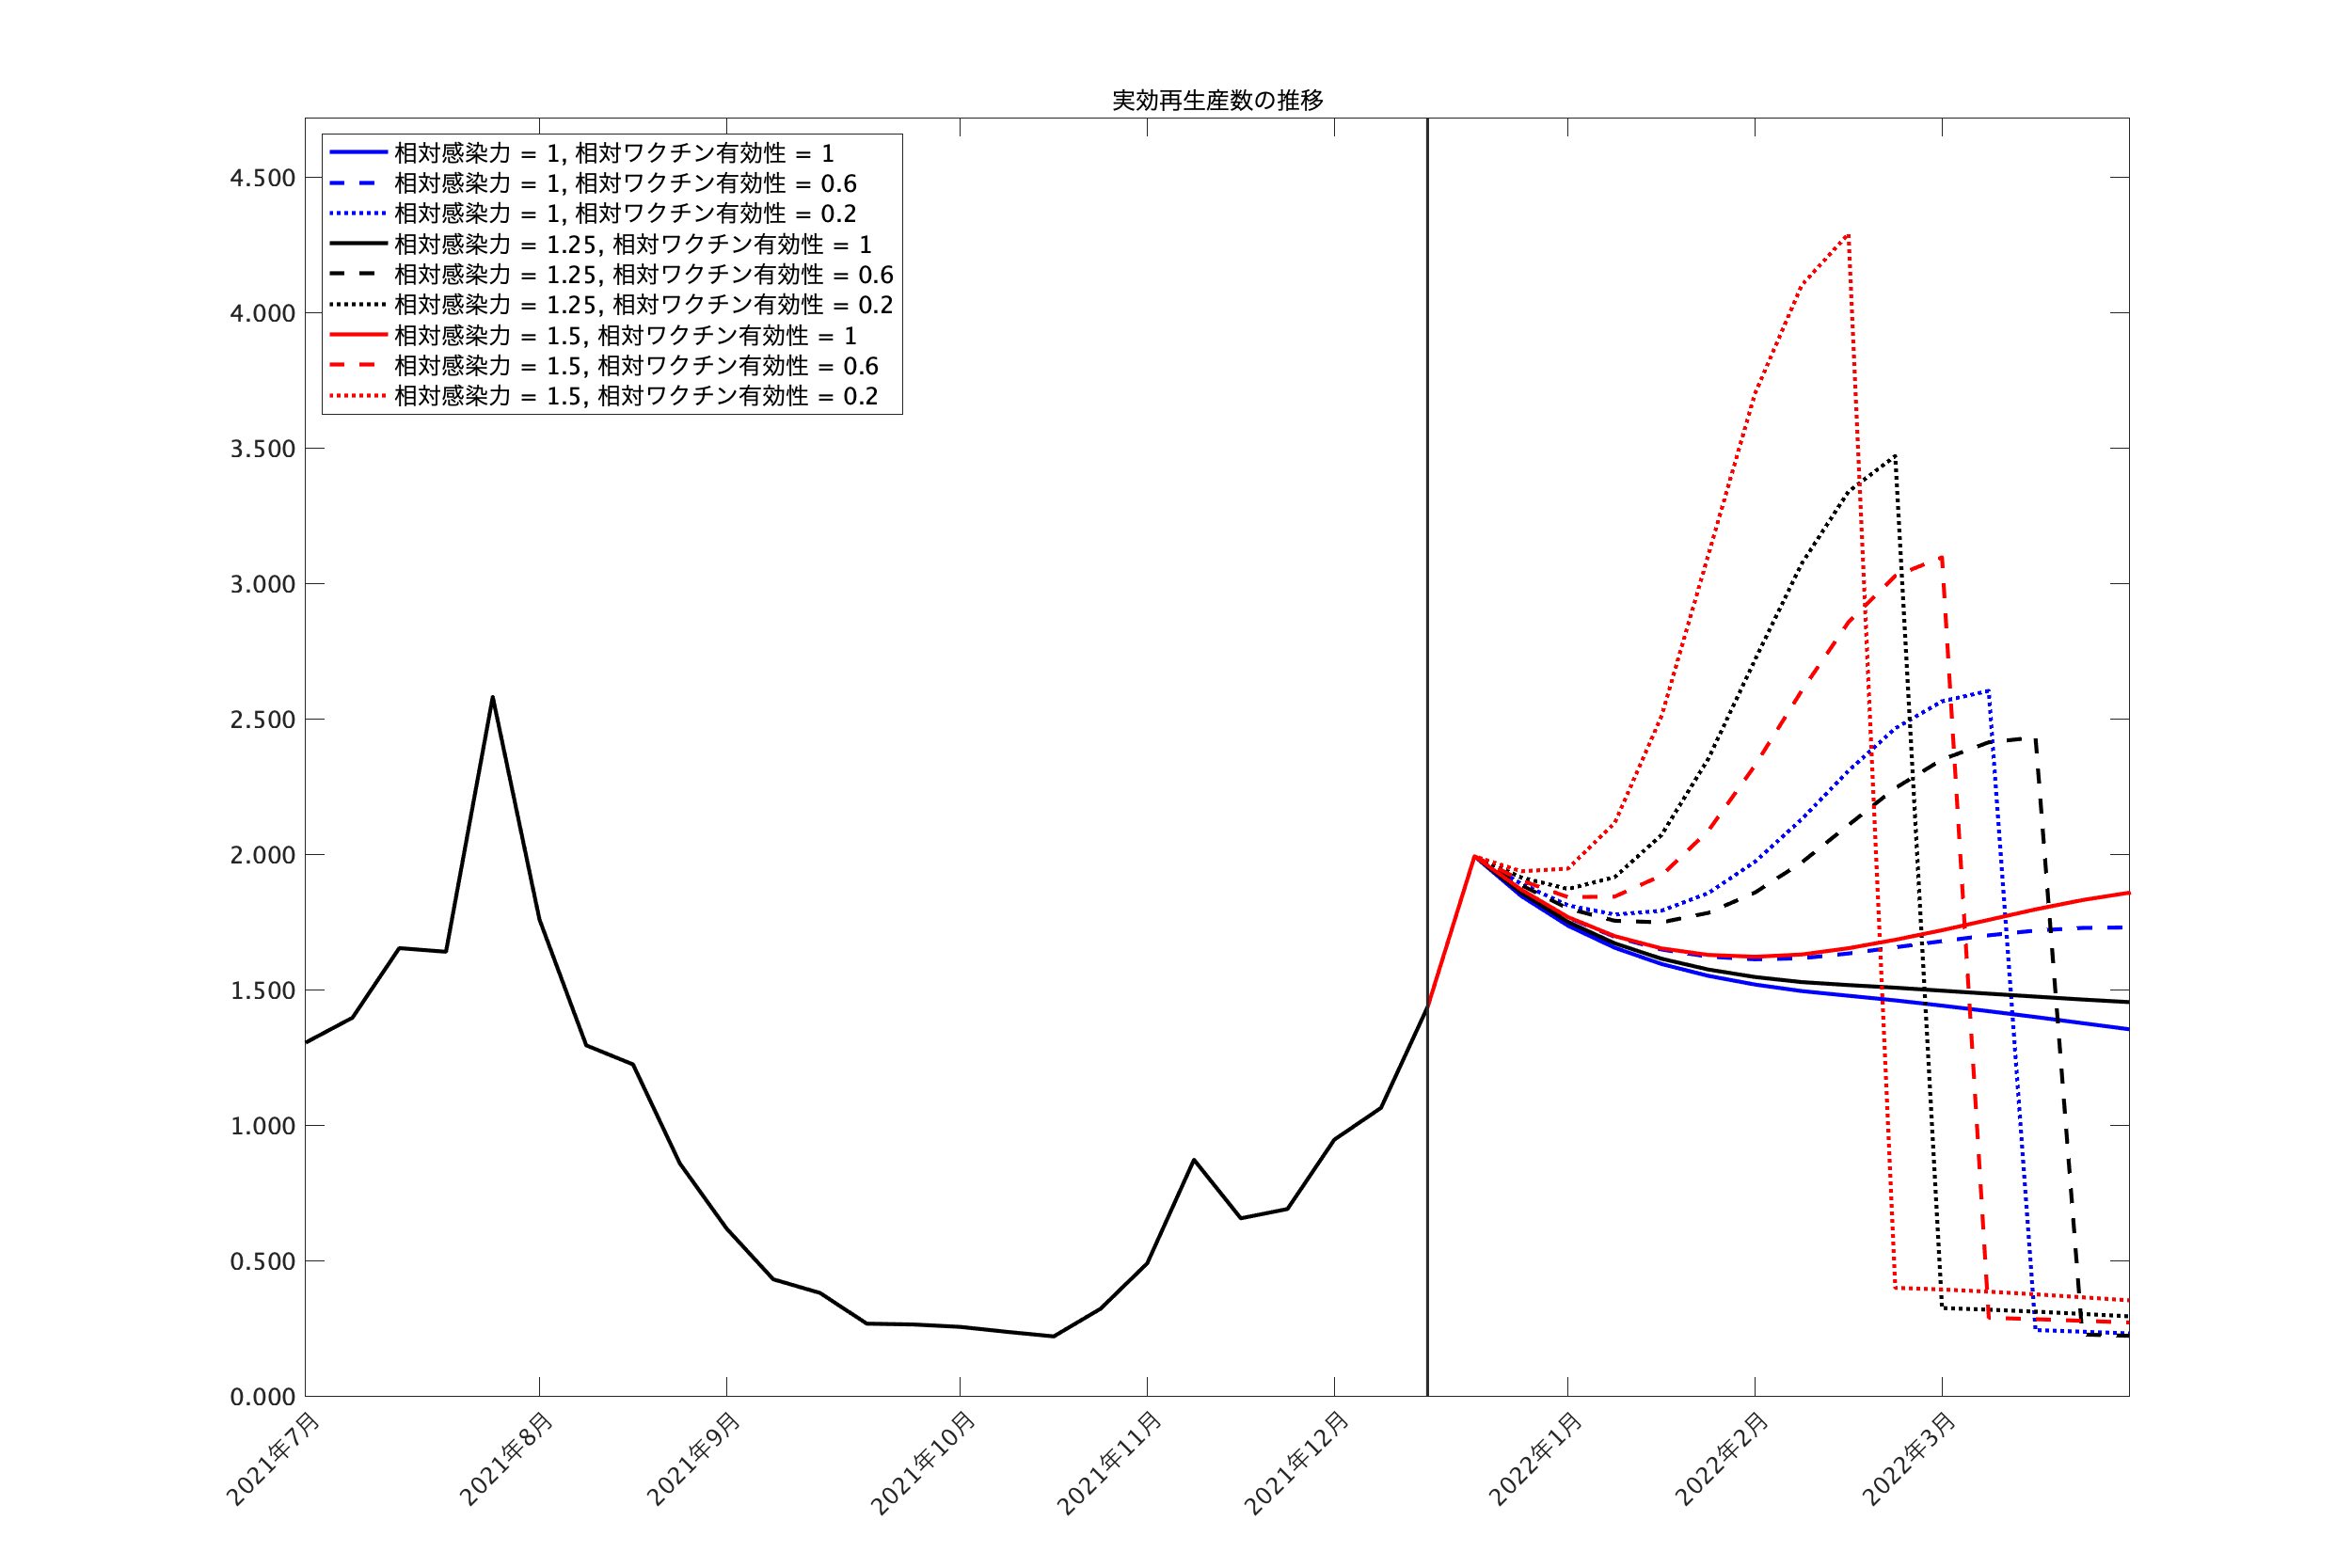 実効再生産数の推移
相対感染力 = 1, 相対ワクチン有効性 = 1
相対感染力 = 1, 相対ワクチン有効性 = 0.6
相対感染力 = 1, 相対ワクチン有効性 = 0.2
相対感染力 = 1.25, 相対ワクチン有効性 = 1
相対感染力 = 1.25, 相対ワクチン有効性 = 0.6
相対感染力 = 1.25, 相対ワクチン有効性 = 0.2
相対感染力 = 1.5, 相対ワクチン有効性 = 1
相対感染力 = 1.5, 相対ワクチン有効性 = 0.6
相対感染力 = 1.5, 相対ワクチン有効性 = 0.2
4.500
4.000
3.500
3.000
2.500
2.000
1.500
1.000
0.500
0.000
2021年7月
2021年8月
2021年9月
2021年10月
2021年11月
2021年12月
2022年1月
2022年2月
2022年3月